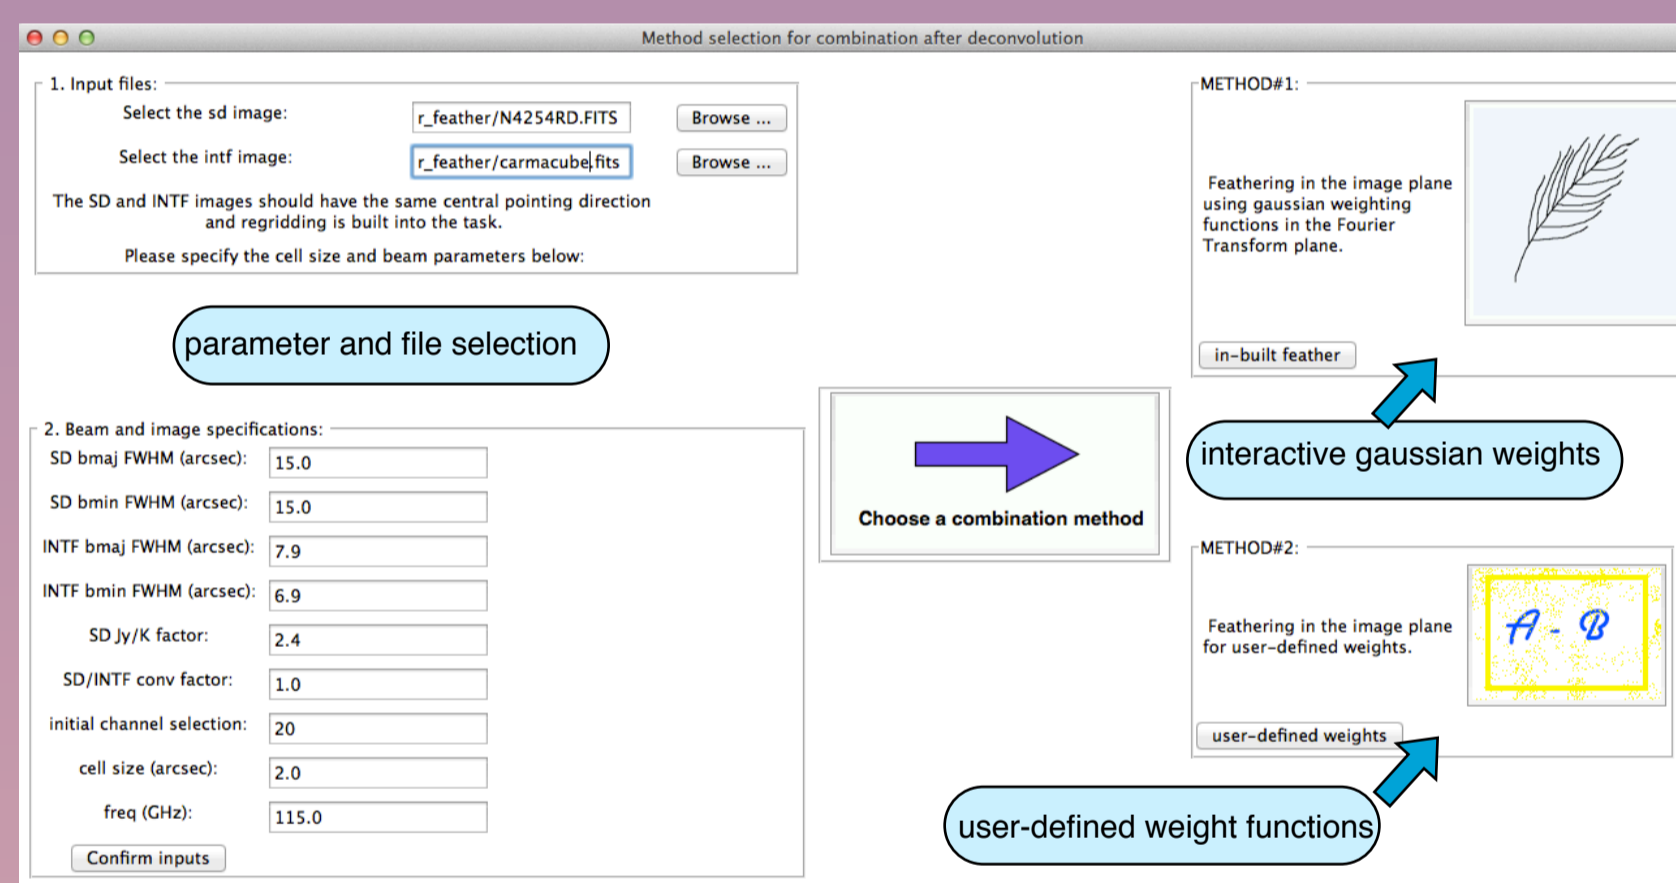 Method selection for combination after deconvolution
1. Input files:
Select the sd image:
r_feather/N4254RD.FITS
Browse ...
Select the intf image:
r_feather/carmacube.fits
Browse ...
The SD and INTF images should have the same central pointing direction
and regridding is built into the task.
Please specify the cell size and beam parameters below:
parameter and file selection
2. Beam and image specifications:
SD bmaj FWHM (arcsec):
15.0
SD bmin FWHM (arcsec):
15.0
INTF bmaj FWHM (arcsec):
7.9
INTF bmin FWHM (arcsec):
6.9
SD Jy/K factor:
2.4
SD/INTF conv factor:
1.0
initial channel selection:
20
cell size (arcsec):
2.0
freq (GHz):
115.0
Confirm inputs
Choose a combination method
METHOD#1:
Feathering in the image plane
using gaussian weighting
functions in the Fourier
Transform plane.
in-built feather
interactive gaussian weights
METHOD#2:
Feathering in the image plane
for user-defined weights.
A - B
user-defined weights
user-defined weight functions